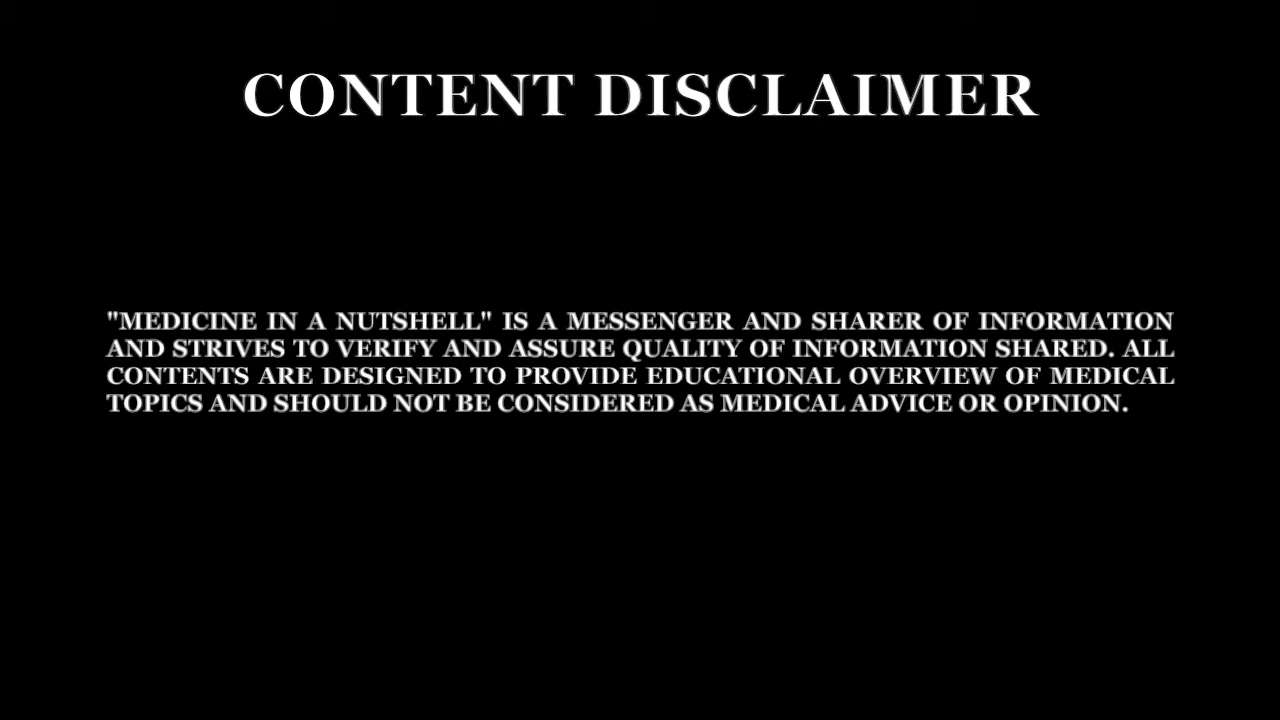 CONTENT DISCLAIMER
"MEDICINE IN A NUTSHELL" IS A MESSENGER AND SHARER OF INFORMATION
AND STRIVES TO VERIFY AND ASSURE QUALITY OF INFORMATION SHARED. ALL
CONTENTS ARE DESIGNED TO PROVIDE EDUCATIONAL OVERVIEW OF MEDICAL
TOPICS AND SHOULD NOT BE CONSIDERED AS MEDICAL ADVICE OR OPINION.